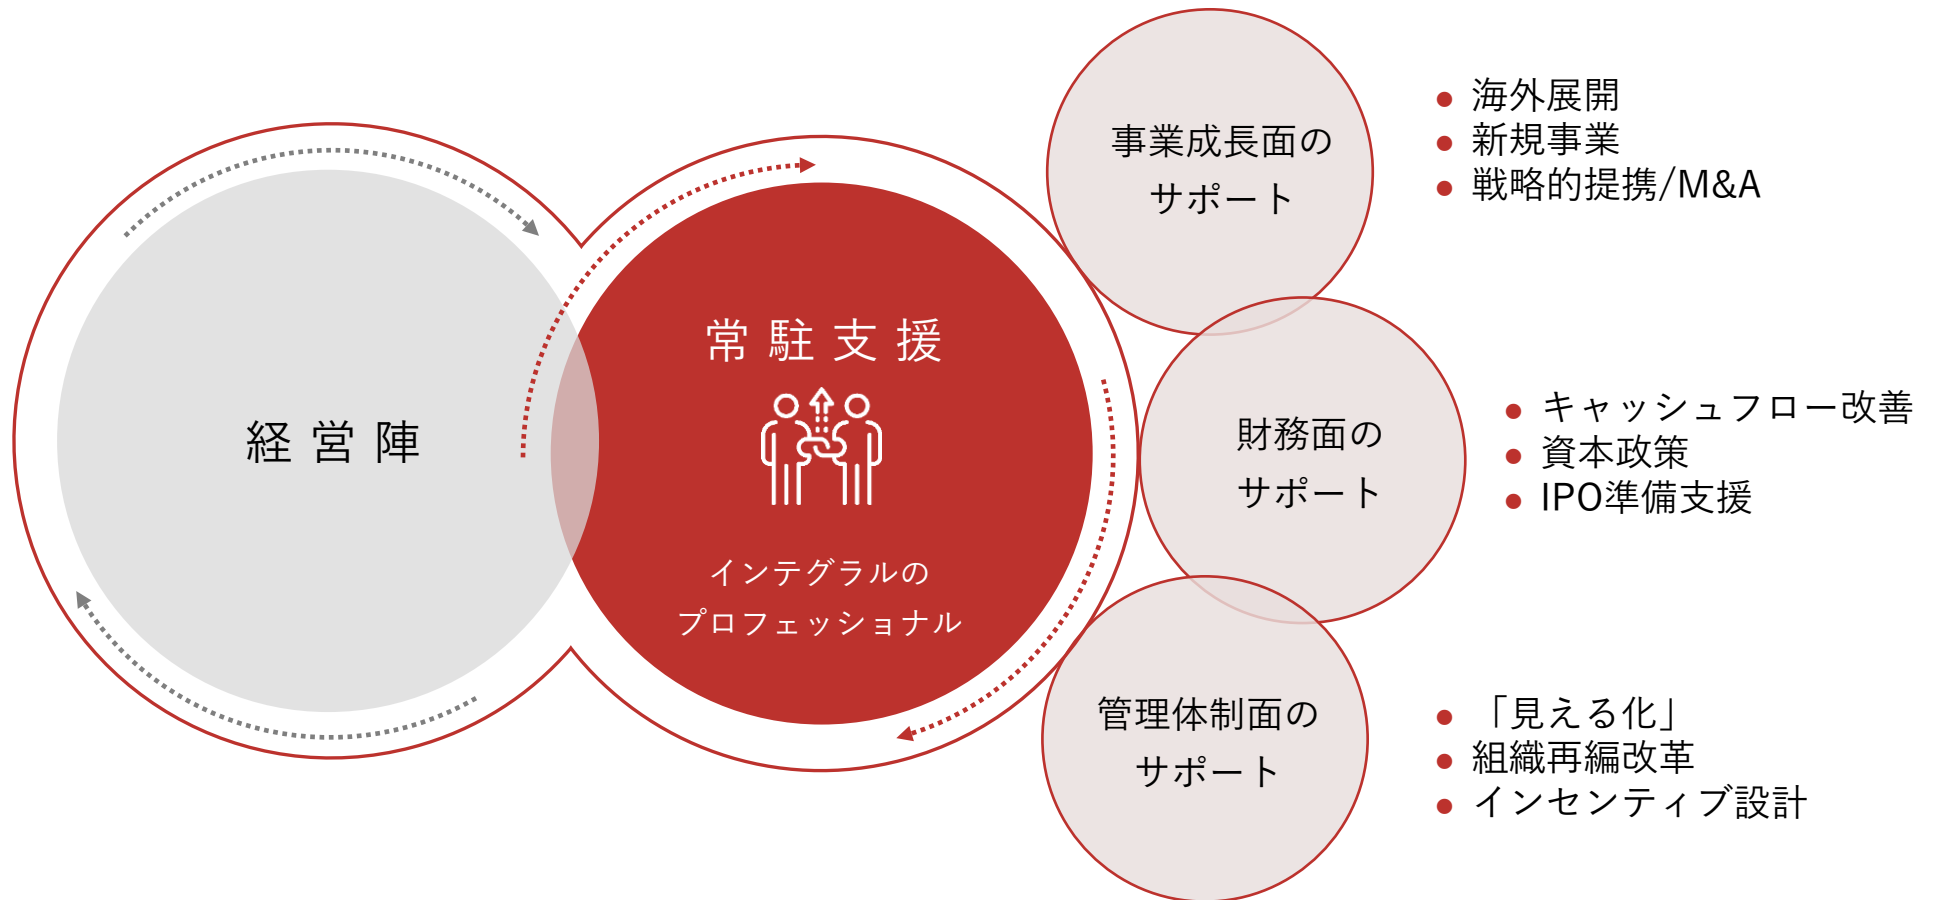 経営陣
常駐支援
インテグラルの
プロフェッショナル
事業成長面の
サポート
海外展開
新規事業
戦略的提携/M&A
財務面の
サポート
キャッシュフロー改善
資本政策
IPO準備支援
管理体制面の
サポート
「見える化」
組織再編改革
インセンティブ設計